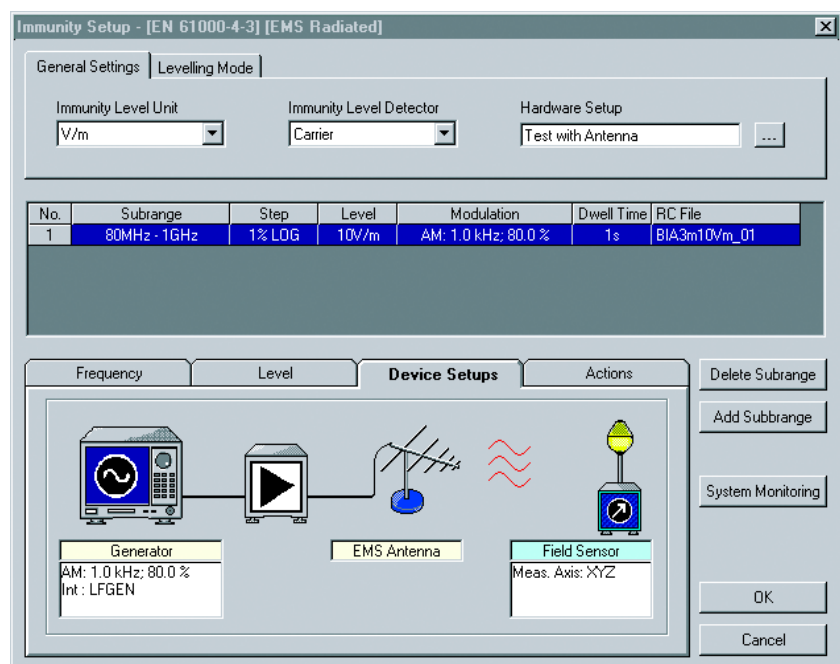 Immunity Setup - [EN 61000-4-3] [EMS Radiated]
General Settings Levelling Mode
Immunity Level Unit Immunity Level Detector Hardware Setup
V/m Carrier Test with Antenna ...
No. Subrange Step Level Modulation Dwell Time RC File
1 80MHz - 1GHz 1% LOG 10V/m AM: 1.0 kHz; 80.0 % 1s BIA3m10Vm_01
Frequency Level Device Setups Actions
Delete Subrange
Add Subbrange
System Monitoring
Generator EMS Antenna Field Sensor
AM: 1.0 kHz; 80.0 % Meas. Axis: XYZ
Int : LFGEN
OK
Cancel